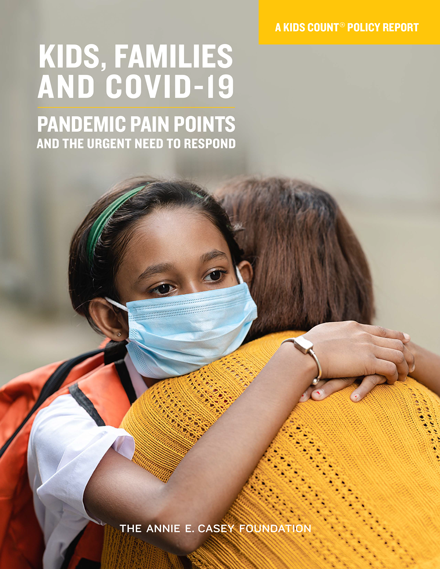 A KIDS COUNT® POLICY REPORT
KIDS, FAMILIES
AND COVID-19
PANDEMIC PAIN POINTS
AND THE URGENT NEED TO RESPOND
THE ANNIE E. CASEY FOUNDATION